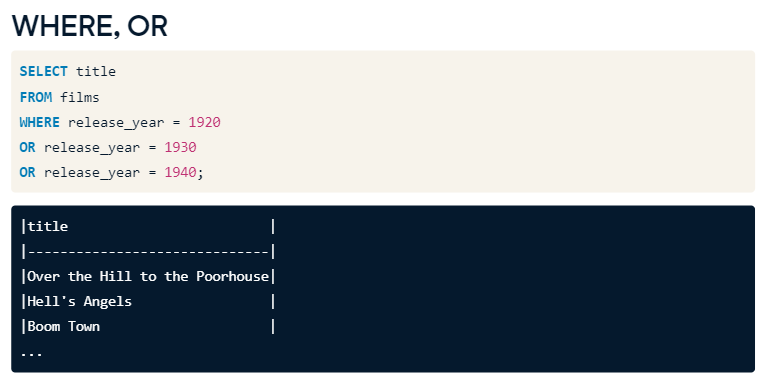 WHERE, OR
SELECT title
FROM films
WHERE release_year = 1920
OR release_year = 1930
OR release_year = 1940;
|title                         |
|------------------------------|
|Over the Hill to the Poorhouse|
|Hell's Angels                 |
|Boom Town                     |
...